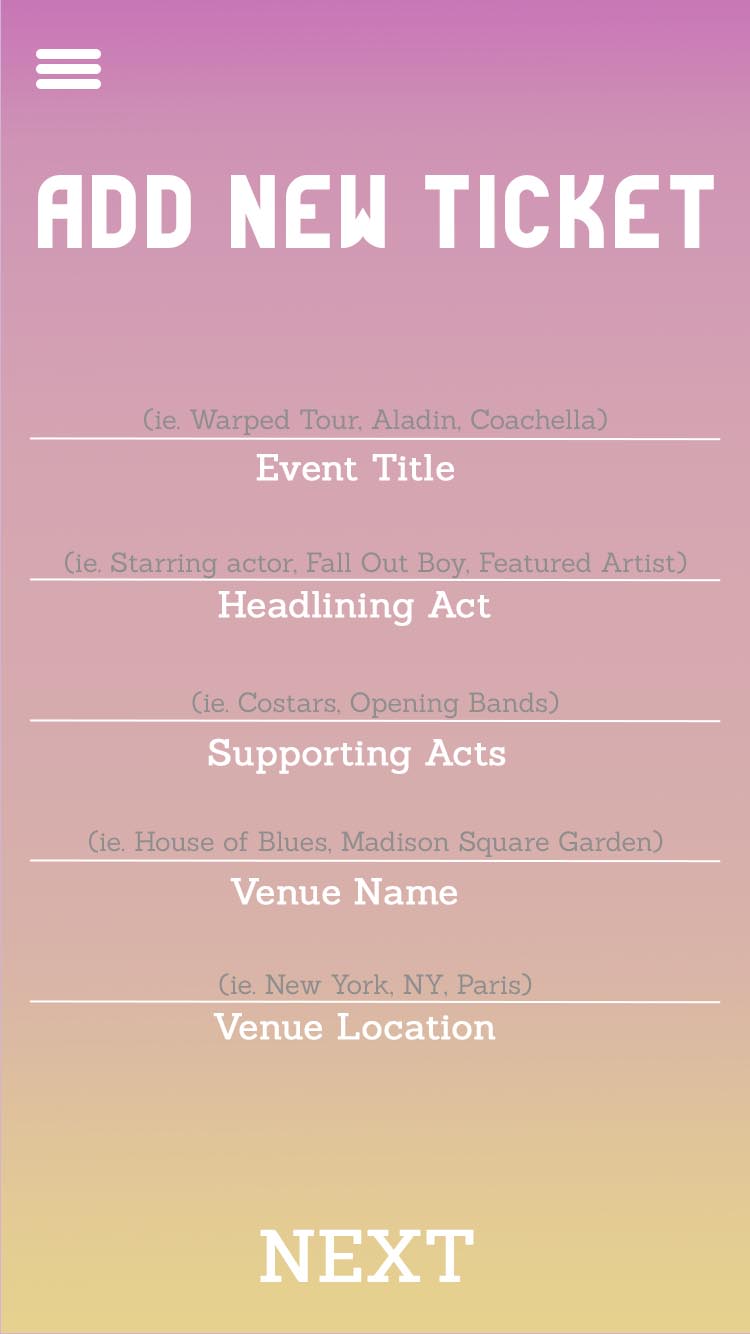 ADD NEW TICKET
(ie. Warped Tour, Aladin, Coachella)
Event Title
(ie. Starring actor, Fall Out Boy, Featured Artist)
Headlining Act
(ie. Costars, Opening Bands)
Supporting Acts
(ie. House of Blues, Madison Square Garden)
Venue Name
(ie. New York, NY, Paris)
Venue Location
NEXT